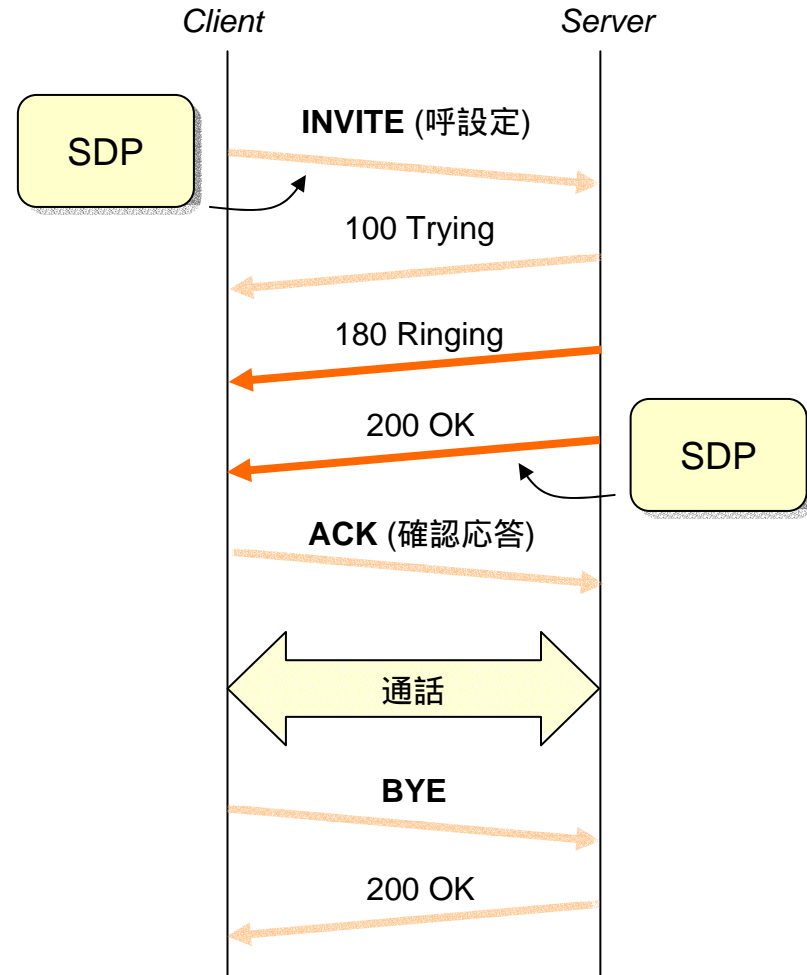 Client
Server
INVITE (呼設定)
SDP
100 Trying
180 Ringing
200 OK
SDP
ACK (確認応答)
通話
BYE
200 OK